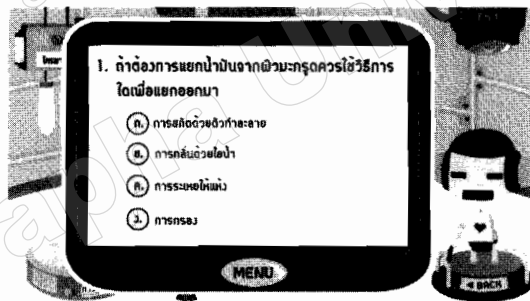 1. ถ้าต้องการแยกน้ำมันจากผิวมะกรูดควรใช้วิธีการ
ใดเพื่อแยกออกมา
ก. การสกัดด้วยตัวทำละลาย
ข. การกลั่นด้วยไอน้ำ
ค. การระเหยให้แห้ง
ง. การกรอง
MENU
BACK